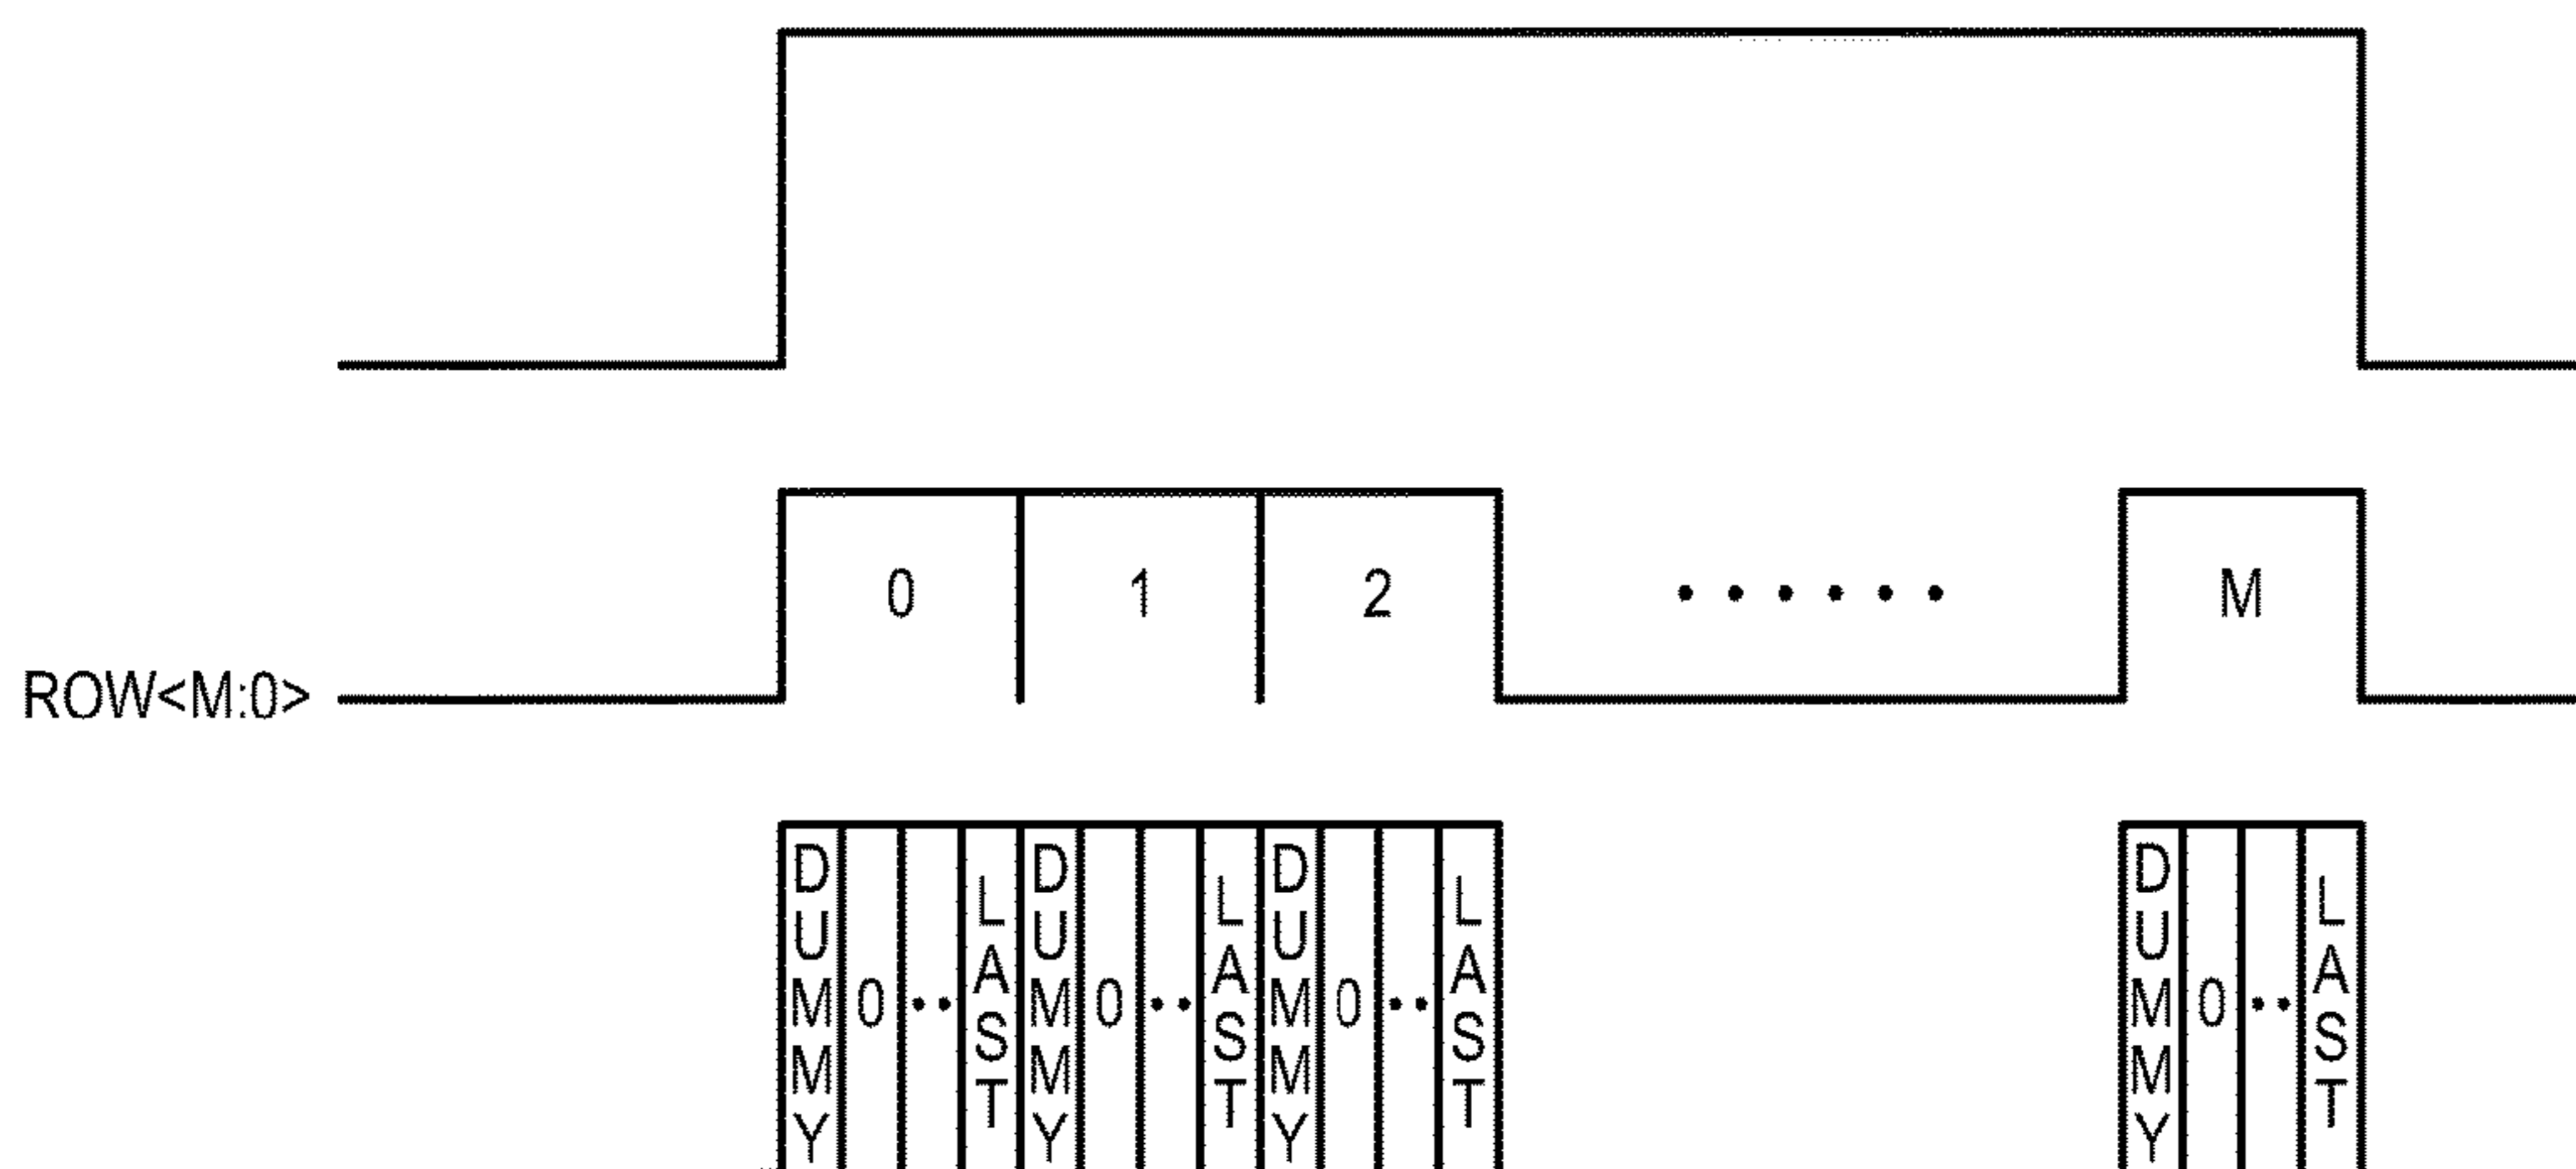 0 1 2 ...... M
ROW<M:0>
DUMMY 0 .. LAST DUMMY 0 .. LAST DUMMY 0 .. LAST DUMMY 0 .. LAST